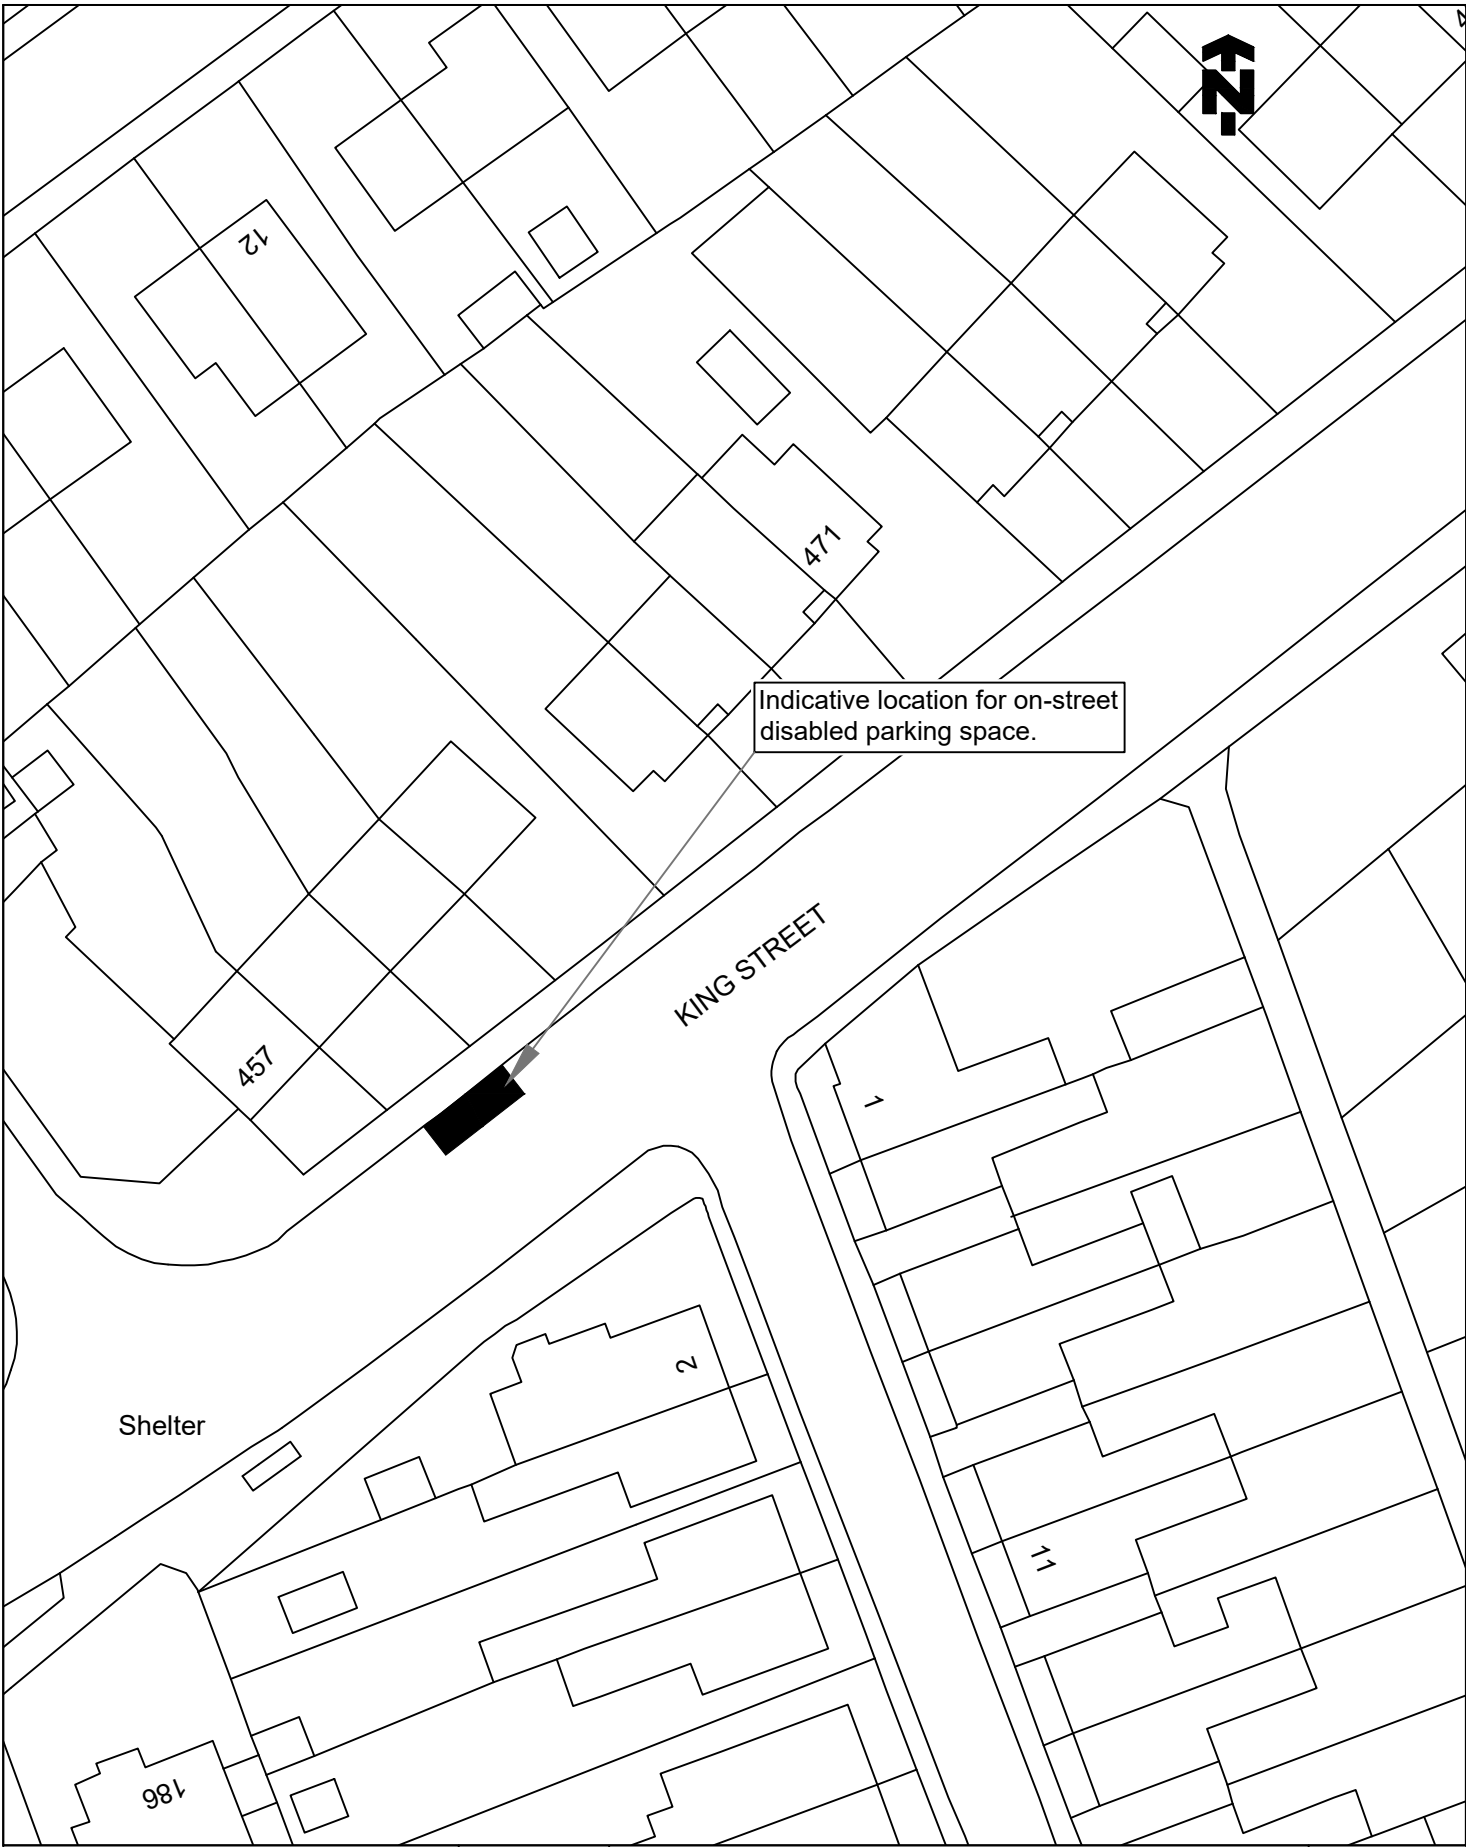 N
12
471
Indicative location for on-street
disabled parking space.
KING STREET
457
1
2
Shelter
11
186